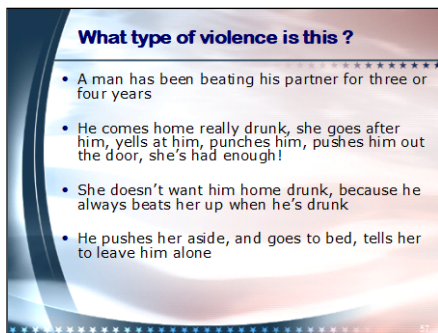 What type of violence is this ?
• A man has been beating his partner for three or
four years
• He comes home really drunk, she goes after
him, yells at him, punches him, pushes him out
the door, she's had enough!
• She doesn't want him home drunk, because he
always beats her up when he's drunk
• He pushes her aside, and goes to bed, tells her
to leave him alone
57